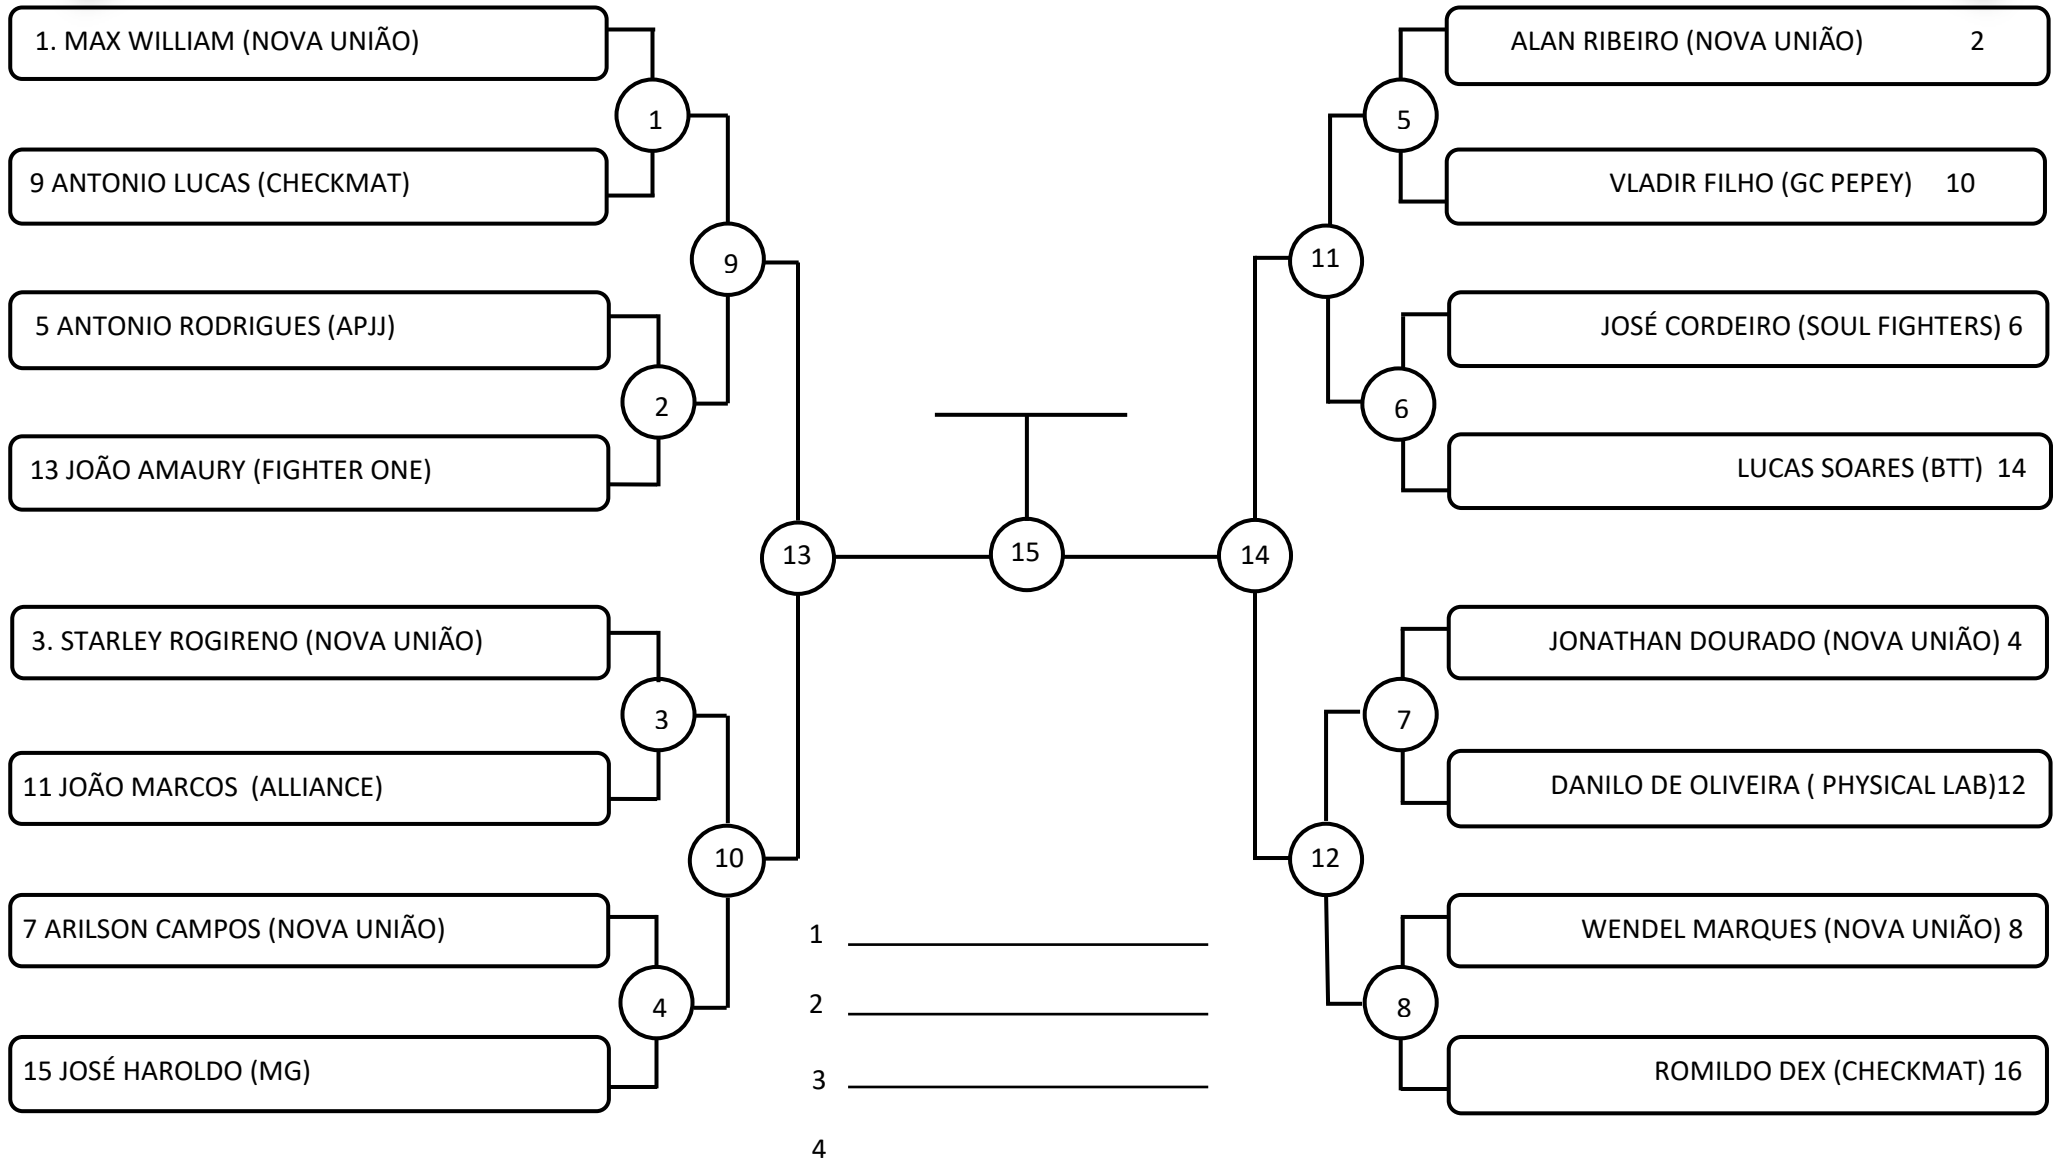 1. MAX WILLIAM (NOVA UNIÃO)
1
9 ANTONIO LUCAS (CHECKMAT)
9
5 ANTONIO RODRIGUES (APJJ)
2
13 JOÃO AMAURY (FIGHTER ONE)
13
3. STARLEY ROGIRENO (NOVA UNIÃO)
3
11 JOÃO MARCOS  (ALLIANCE)
10
7 ARILSON CAMPOS (NOVA UNIÃO)
4
15 JOSÉ HAROLDO (MG)
15
ALAN RIBEIRO (NOVA UNIÃO) 2
5
VLADIR FILHO (GC PEPEY) 10
11
JOSÉ CORDEIRO (SOUL FIGHTERS) 6
6
LUCAS SOARES (BTT) 14
14
JONATHAN DOURADO (NOVA UNIÃO) 4
7
DANILO DE OLIVEIRA ( PHYSICAL LAB)12
12
WENDEL MARQUES (NOVA UNIÃO) 8
8
ROMILDO DEX (CHECKMAT) 16
1
2
3
4